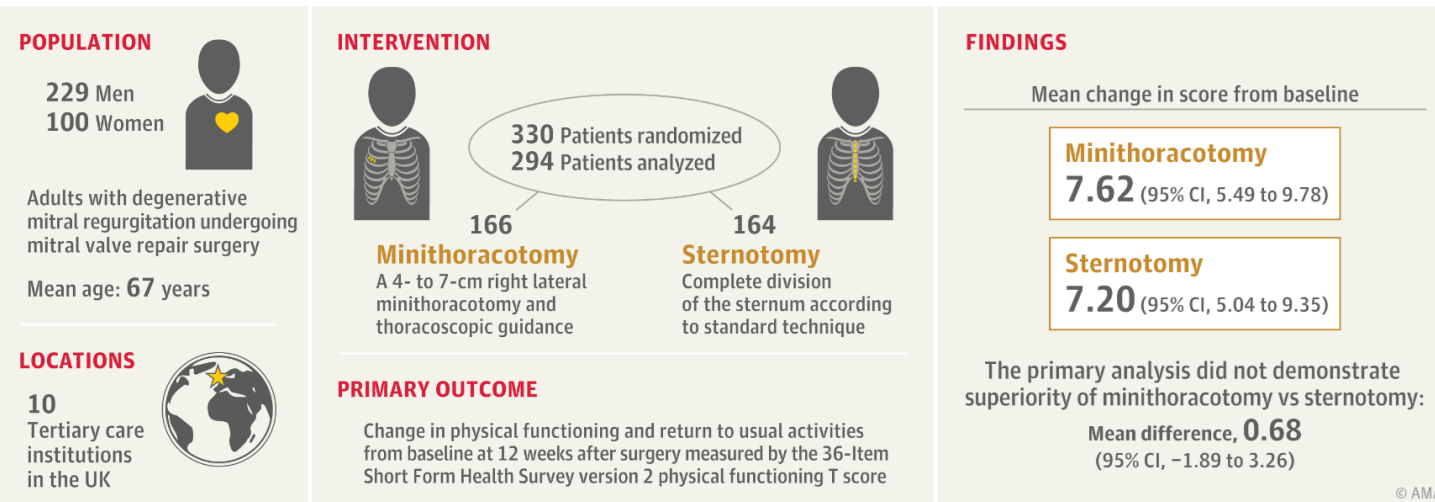 POPULATION
229 Men
100 Women
Adults with degenerative
mitral regurgitation undergoing
mitral valve repair surgery
Mean age: 67 years
LOCATIONS
10
Tertiary care
institutions
in the UK
INTERVENTION
330 Patients randomized
294 Patients analyzed
166
Minithoracotomy
A 4- to 7-cm right lateral
minithoracotomy and
thoracoscopic guidance
164
Sternotomy
Complete division
of the sternum according
to standard technique
PRIMARY OUTCOME
Change in physical functioning and return to usual activities
from baseline at 12 weeks after surgery measured by the 36-Item
Short Form Health Survey version 2 physical functioning T score
FINDINGS
Mean change in score from baseline
Minithoracotomy
7.62 (95% CI, 5.49 to 9.78)
Sternotomy
7.20 (95% CI, 5.04 to 9.35)
The primary analysis did not demonstrate
superiority of minithoracotomy vs sternotomy:
Mean difference, 0.68
(95% CI, −1.89 to 3.26)
© AM